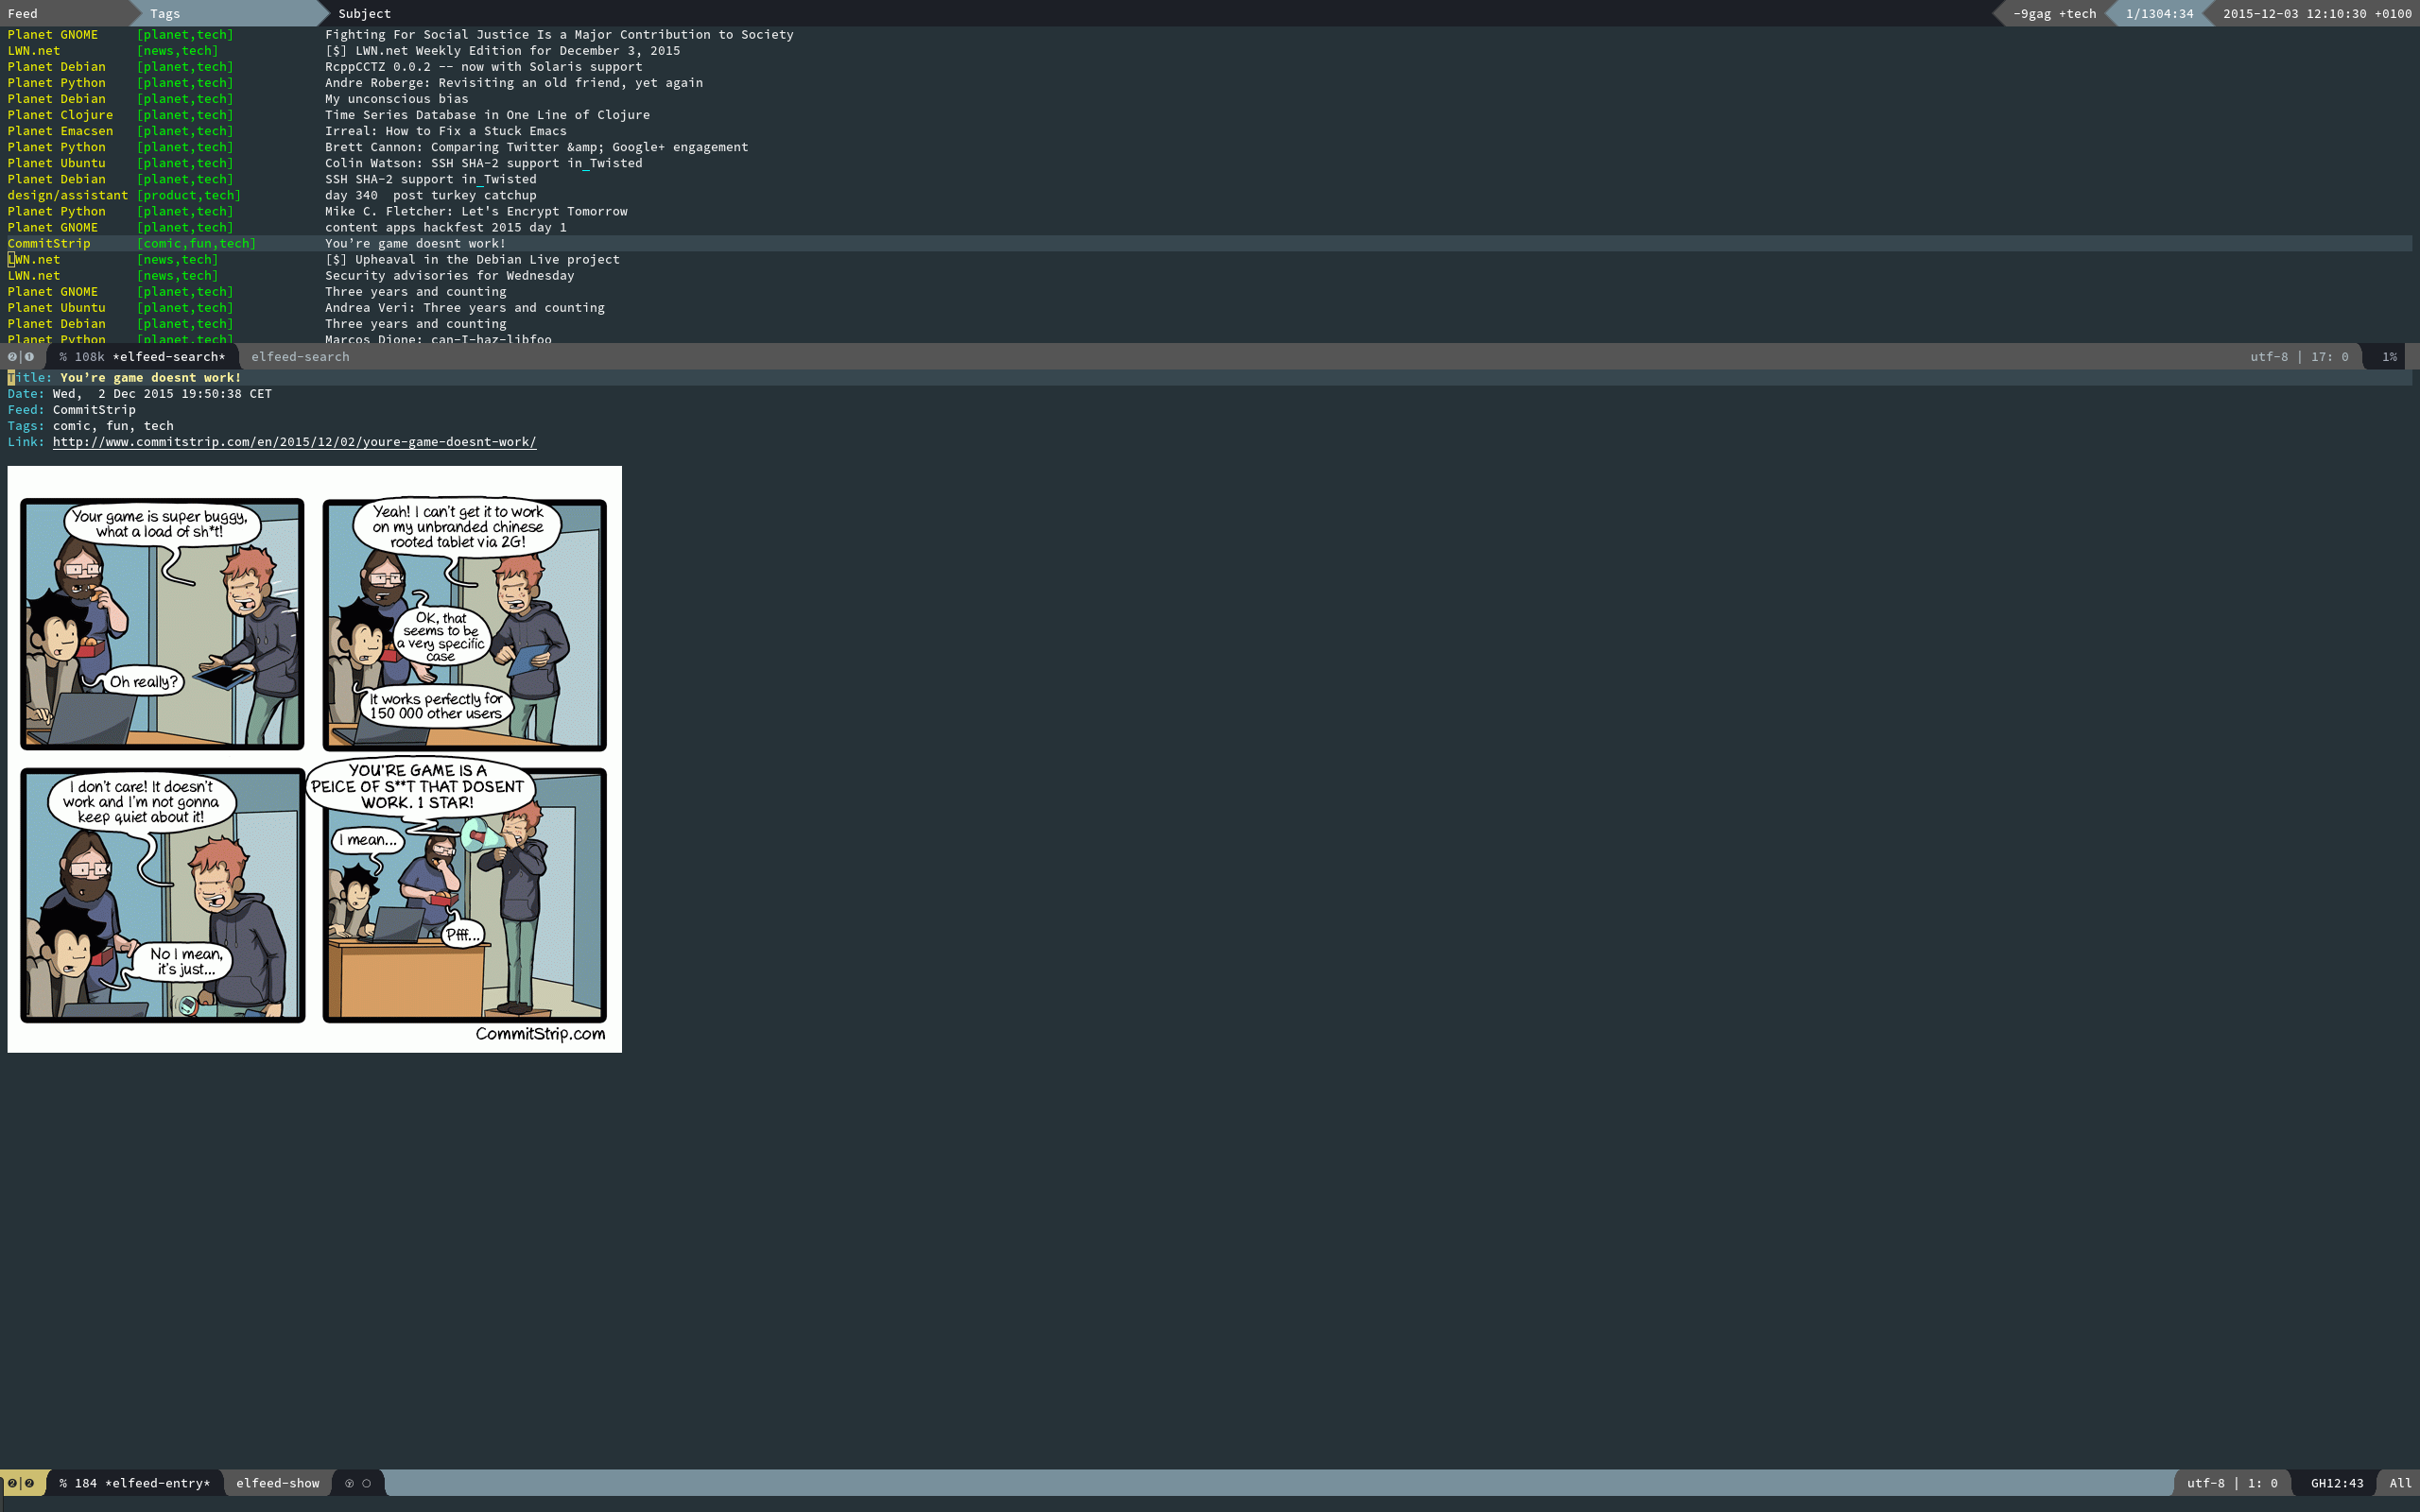 Feed Tags Subject -9gag +tech 1/1304:34 2015-12-03 12:10:30 +0100
Planet GNOME [planet,tech] Fighting For Social Justice Is a Major Contribution to Society
LWN.net [news,tech] [$] LWN.net Weekly Edition for December 3, 2015
Planet Debian [planet,tech] RcppCCTZ 0.0.2 -- now with Solaris support
Planet Python [planet,tech] Andre Roberge: Revisiting an old friend, yet again
Planet Debian [planet,tech] My unconscious bias
Planet Clojure [planet,tech] Time Series Database in One Line of Clojure
Planet Emacsen [planet,tech] Irreal: How to Fix a Stuck Emacs
Planet Python [planet,tech] Brett Cannon: Comparing Twitter &amp; Google+ engagement
Planet Ubuntu [planet,tech] Colin Watson: SSH SHA-2 support in_Twisted
Planet Debian [planet,tech] SSH SHA-2 support in_Twisted
design/assistant [product,tech] day 340  post turkey catchup
Planet Python [planet,tech] Mike C. Fletcher: Let's Encrypt Tomorrow
Planet GNOME [planet,tech] content apps hackfest 2015 day 1
CommitStrip [comic,fun,tech] You’re game doesnt work!
LWN.net [news,tech] [$] Upheaval in the Debian Live project
LWN.net [news,tech] Security advisories for Wednesday
Planet GNOME [planet,tech] Three years and counting
Planet Ubuntu [planet,tech] Andrea Veri: Three years and counting
Planet Debian [planet,tech] Three years and counting
Planet Python [planet,tech] Marcos Dione: can-I-haz-libfoo
❷|❶ % 108k *elfeed-search* elfeed-search utf-8 | 17: 0 1%
Title: You’re game doesnt work!
Date: Wed,  2 Dec 2015 19:50:38 CET
Feed: CommitStrip
Tags: comic, fun, tech
Link: http://www.commitstrip.com/en/2015/12/02/youre-game-doesnt-work/
Your game is super buggy,
what a load of sh*t!
Oh really?
Yeah! I can't get it to work
on my unbranded chinese
rooted tablet via 2G!
OK, that
seems to be
a very specific
case
It works perfectly for
150 000 other users
I don't care! It doesn't
work and I'm not gonna
keep quiet about it!
No I mean,
it's just...
YOU'RE GAME IS A
PEICE OF S**T THAT DOSENT
WORK. 1 STAR!
I mean...
Pfff...
CommitStrip.com
❷|❷ % 184 *elfeed-entry* elfeed-show utf-8 | 1: 0 GH12:43 All